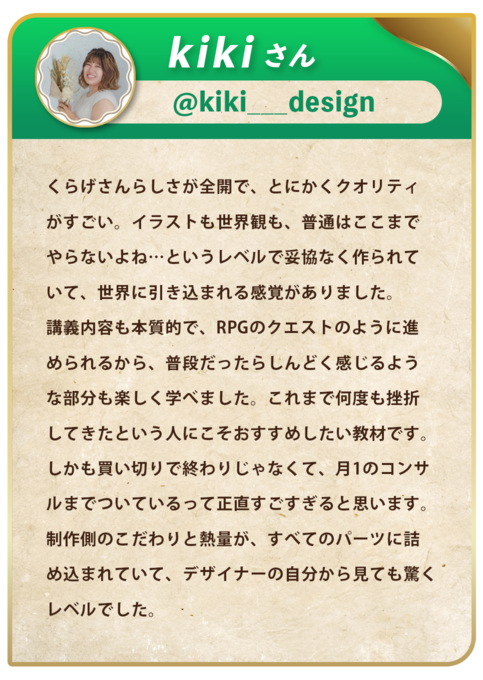 kikiさん
@kiki___design
くらげさんらしさが全開で、とにかくクオリティ
がすごい。イラストも世界観も、普通はここまで
やらないよね…というレベルで妥協なく作られて
いて、世界に引き込まれる感覚がありました。
講義内容も本質的で、RPGのクエストのように進
められるから、普段だったらしんどく感じるよう
な部分も楽しく学べました。これまで何度も挫折
してきたという人にこそおすすめしたい教材です。
しかも買い切りで終わりじゃなくて、月1のコンサ
ルまでついているって正直すごすぎると思います。
制作側のこだわりと熱量が、すべてのパーツに詰
め込まれていて、デザイナーの自分から見ても驚く
レベルでした。